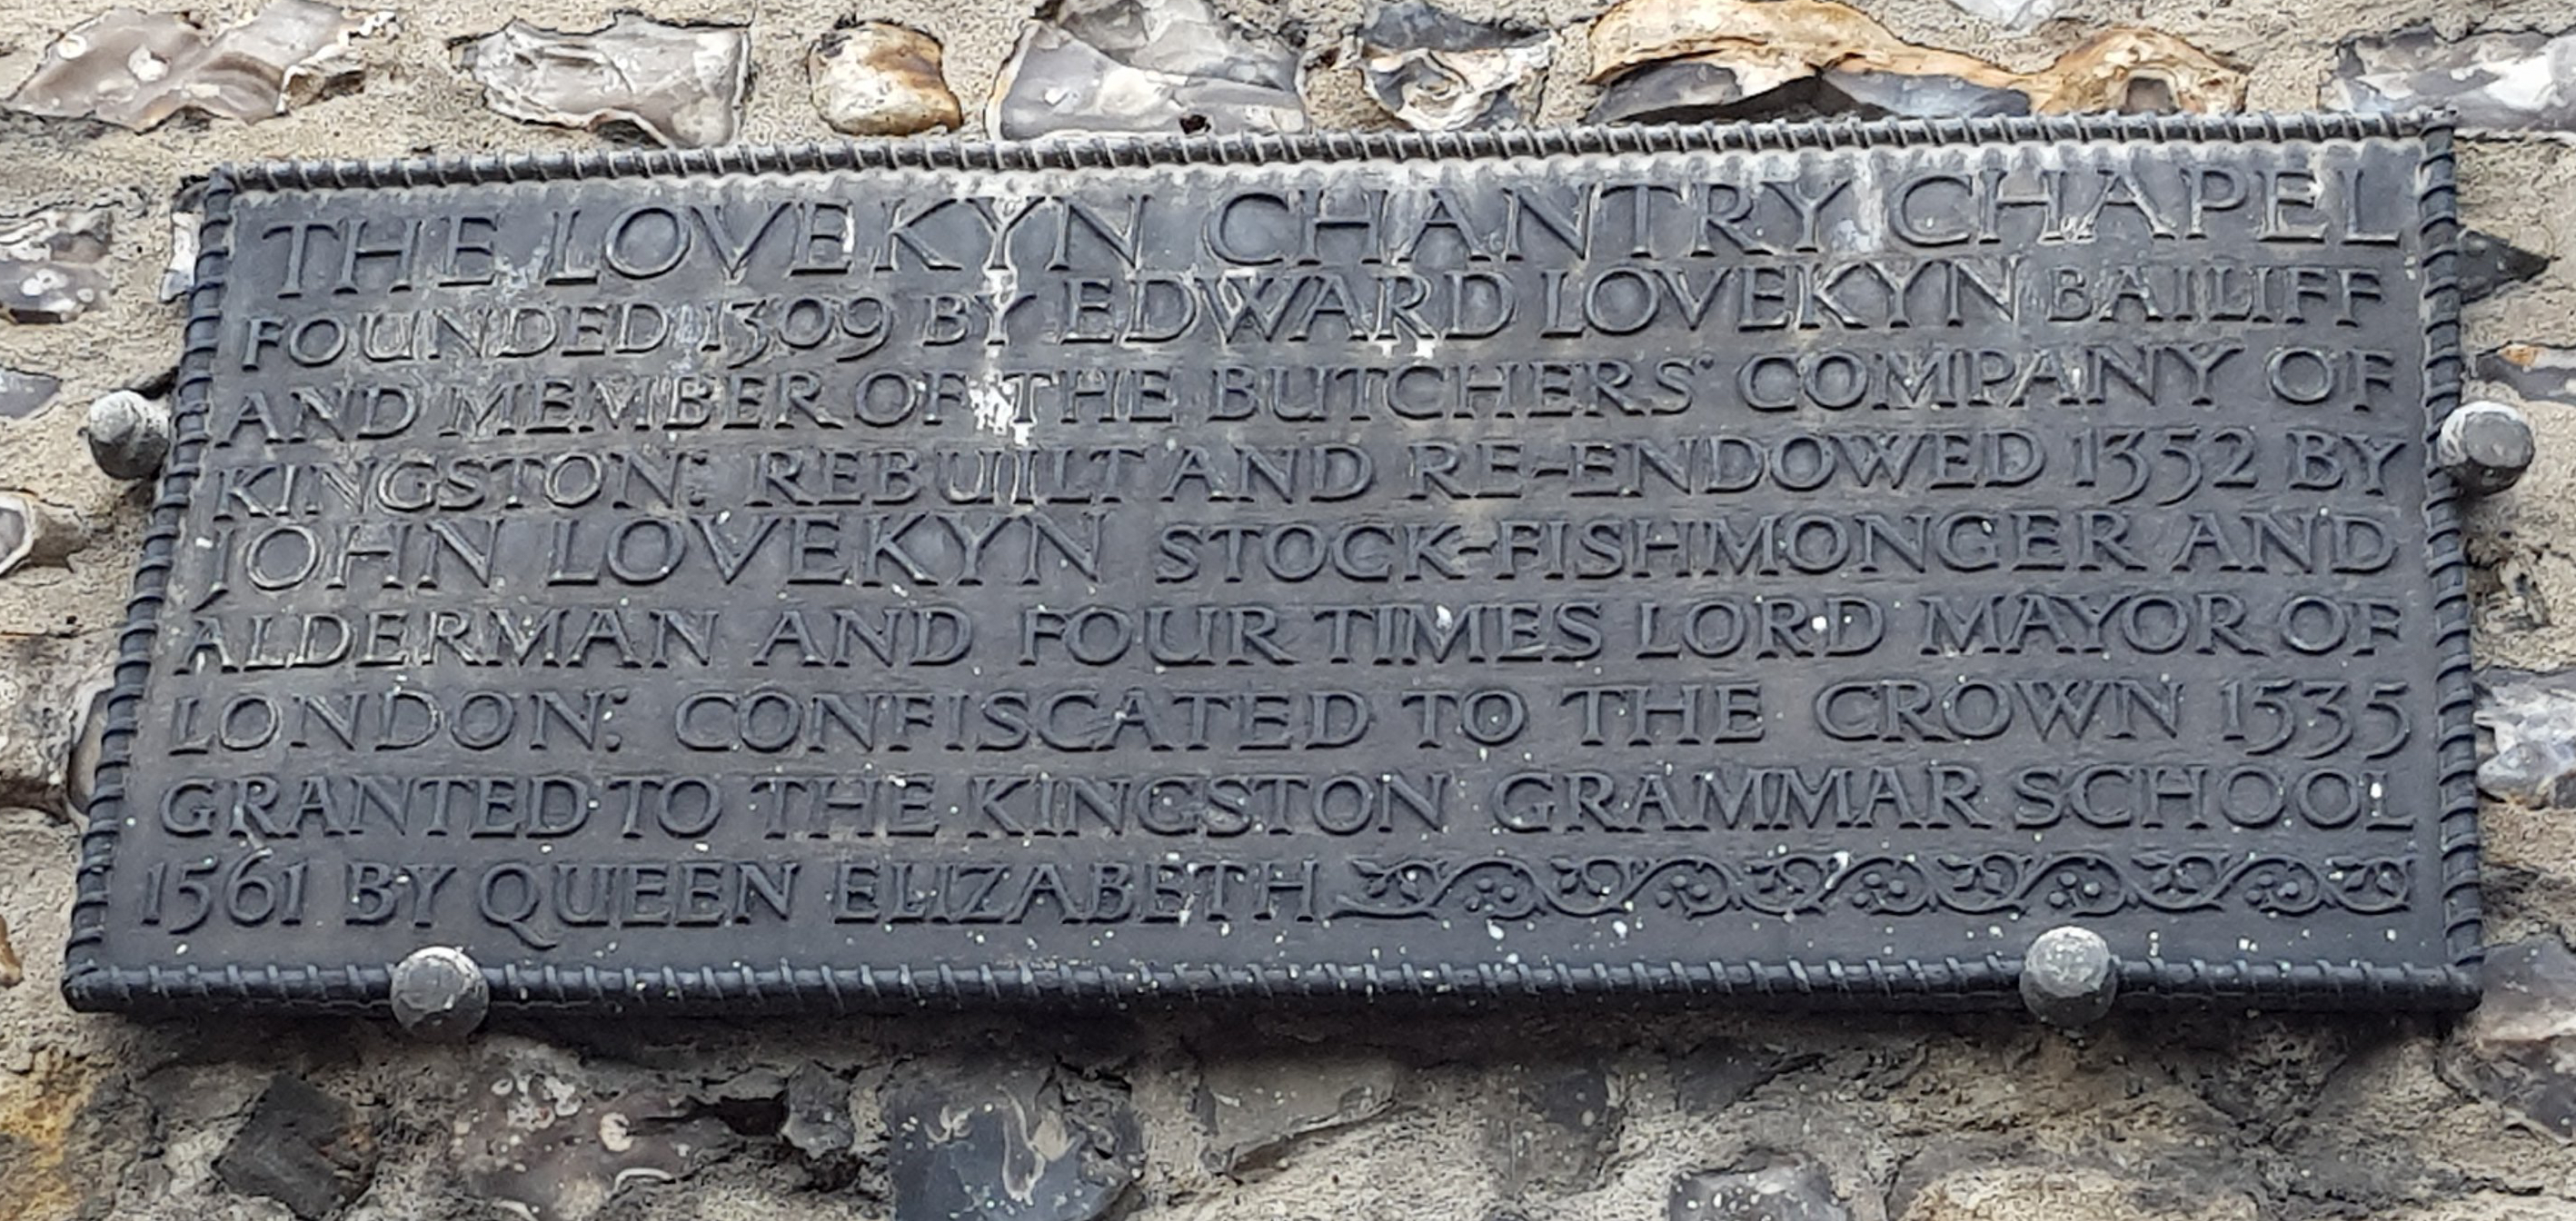 THE LOVEKYN CHANTRY CHAPEL
FOUNDED 1309 BY EDWARD LOVEKYN BAILIFF
AND MEMBER OF THE BUTCHERS' COMPANY OF
KINGSTON: REBUILT AND RE-ENDOWED 1352 BY
JOHN LOVEKYN STOCK-FISHMONGER AND
ALDERMAN AND FOUR TIMES LORD MAYOR OF
LONDON: CONFISCATED TO THE CROWN 1535
GRANTED TO THE KINGSTON GRAMMAR SCHOOL
1561 BY QUEEN ELIZABETH